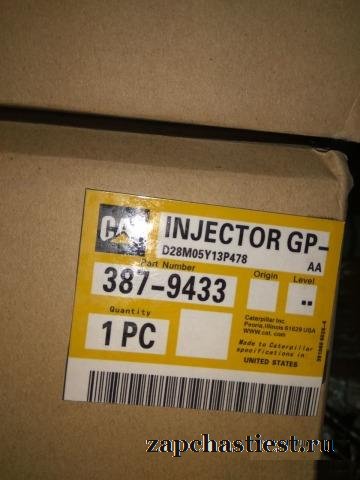 CAT
INJECTOR GP-
D28M05Y13P478
AA
Part Number
Origin
Level
387-9433
Quantity
1 PC
Caterpillar Inc.
Peoria, Illinois 61629 USA
WWW.cat.com
Made to Caterpillar
specifications in
UNITED STATES
zapchastiest.ru